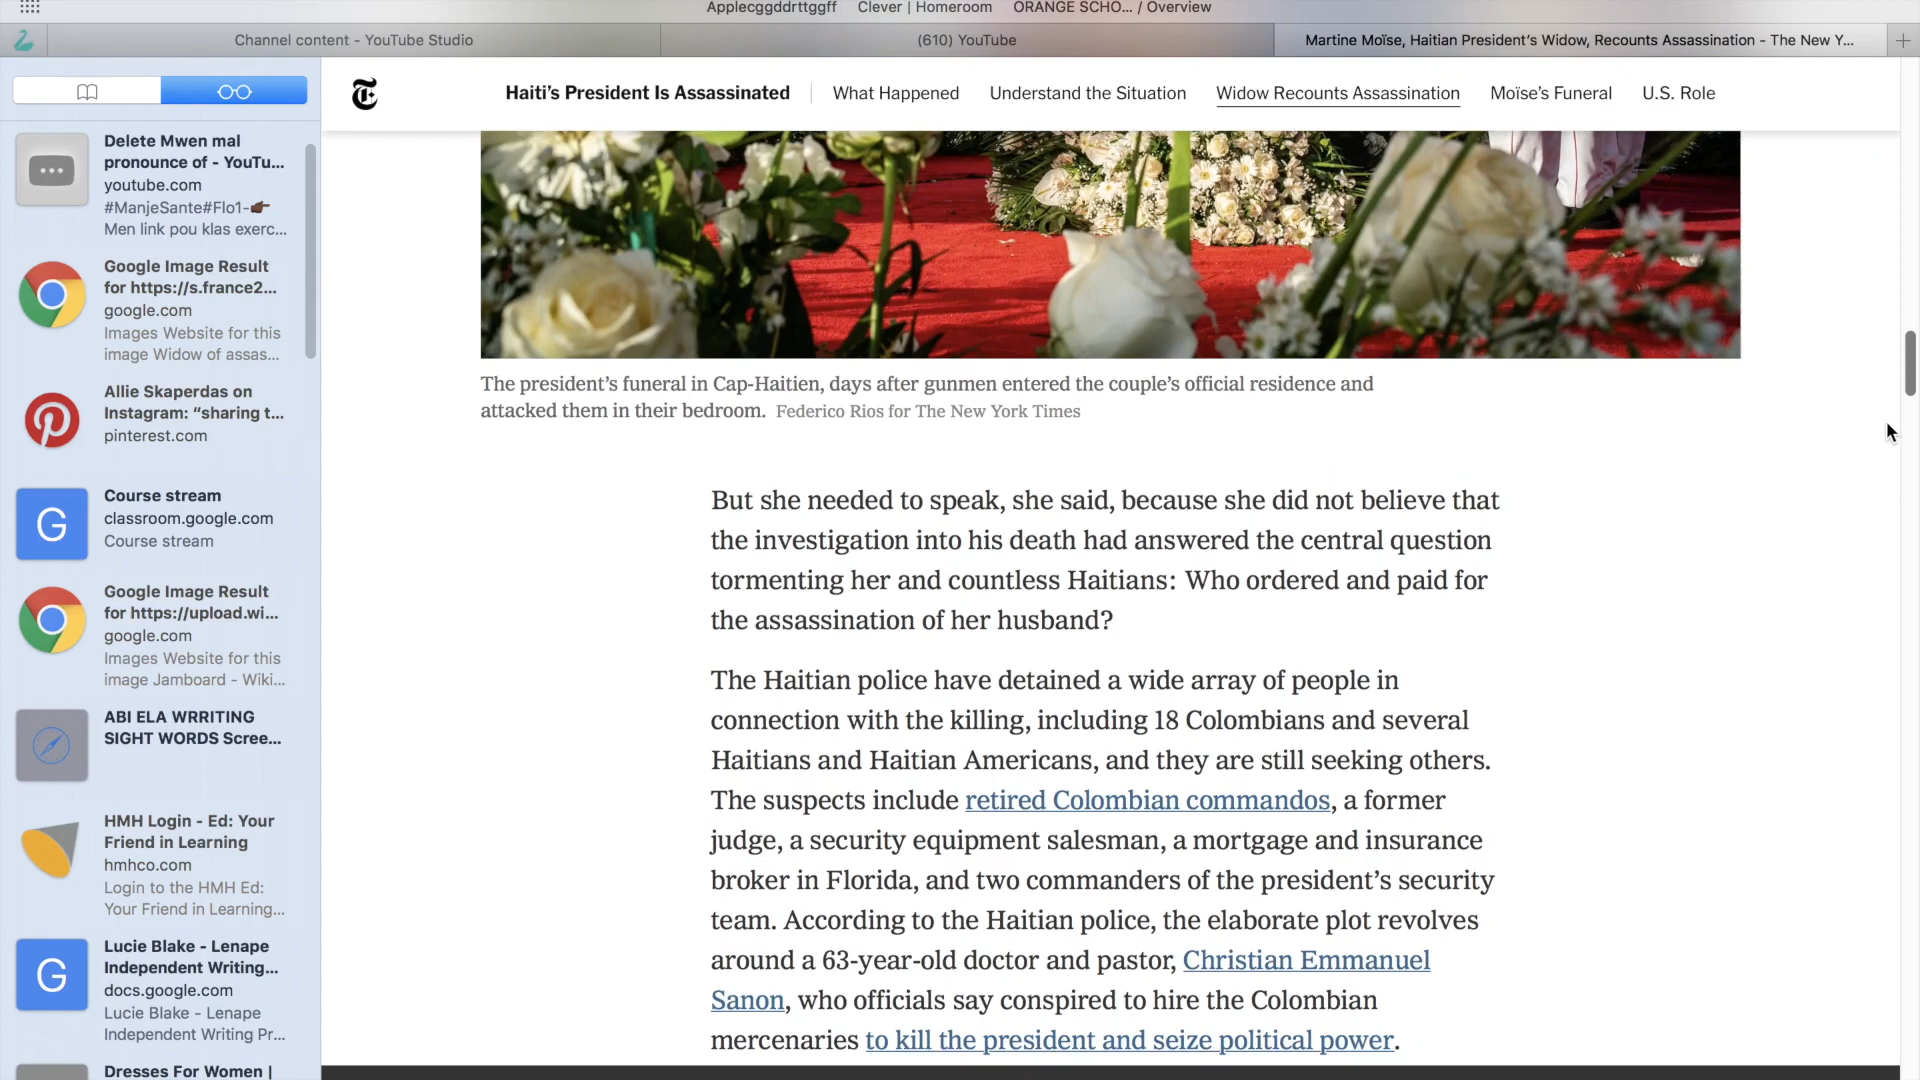 Applecggddrttggff Clever | Homeroom ORANGE SCHO... / Overview
Channel content - YouTube Studio
(610) YouTube
Martine Moïse, Haitian President's Widow, Recounts Assassination - The New Y...
Haiti's President Is Assassinated
What Happened
Understand the Situation
Widow Recounts Assassination
Moïse's Funeral
U.S. Role
Delete Mwen mal
pronounce of - YouTu...
youtube.com
#ManjeSante#Flo1-
Men link pou klas exerc...
Google Image Result
for https://s.france2...
google.com
Images Website for this
image Widow of assas...
Allie Skaperdas on
Instagram: “sharing t...
pinterest.com
G
Course stream
classroom.google.com
Course stream
Google Image Result
for https://upload.wi...
google.com
Images Website for this
image Jamboard - Wiki...
ABI ELA WRRITING
SIGHT WORDS Scree...
HMH Login - Ed: Your
Friend in Learning
hmhco.com
Login to the HMH Ed:
Your Friend in Learning...
G
Lucie Blake - Lenape
Independent Writing...
docs.google.com
Lucie Blake - Lenape
Independent Writing Pr...
Dresses For Women |
The president's funeral in Cap-Haitien, days after gunmen entered the couple's official residence and
attacked them in their bedroom. Federico Rios for The New York Times
But she needed to speak, she said, because she did not believe that
the investigation into his death had answered the central question
tormenting her and countless Haitians: Who ordered and paid for
the assassination of her husband?
The Haitian police have detained a wide array of people in
connection with the killing, including 18 Colombians and several
Haitians and Haitian Americans, and they are still seeking others.
The suspects include retired Colombian commandos, a former
judge, a security equipment salesman, a mortgage and insurance
broker in Florida, and two commanders of the president's security
team. According to the Haitian police, the elaborate plot revolves
around a 63-year-old doctor and pastor, Christian Emmanuel
Sanon, who officials say conspired to hire the Colombian
mercenaries to kill the president and seize political power.